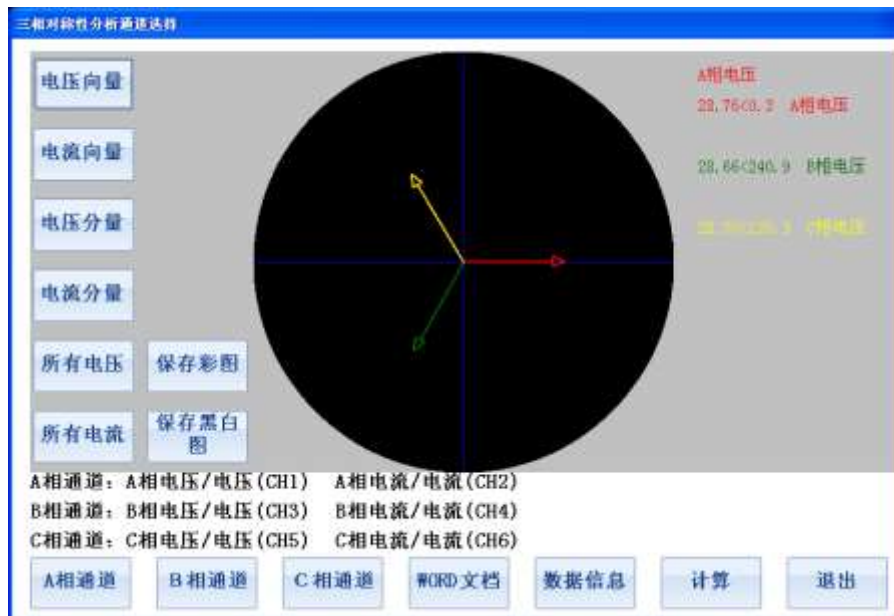 三相对称性分析通道选择
电压向量
电流向量
电压分量
电流分量
所有电压 保存彩图
所有电流 保存黑白图
A相电压
28.76<0.2 A相电压
28.66<240.9 B相电压
C相电压
A相通道：A相电压/电压(CH1) A相电流/电流(CH2)
B相通道：B相电压/电压(CH3) B相电流/电流(CH4)
C相通道：C相电压/电压(CH5) C相电流/电流(CH6)
A相通道 B相通道 C相通道 WORD文档 数据信息 计算 退出